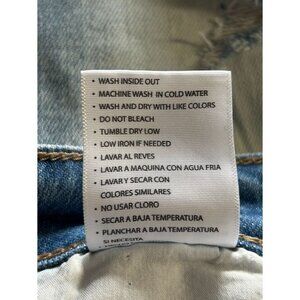 • WASH INSIDE OUT
• MACHINE WASH IN COLD WATER
• WASH AND DRY WITH LIKE COLORS
• DO NOT BLEACH
• TUMBLE DRY LOW
• LOW IRON IF NEEDED
• LAVAR AL REVES
• LAVAR A MAQUINA CON AGUA FRIA
• LAVAR Y SECAR CON
COLORES SIMILARES
• NO USAR CLORO
• SECAR A BAJA TEMPERATURA
• PLANCHAR A BAJA TEMPERATURA
SI NECESITA